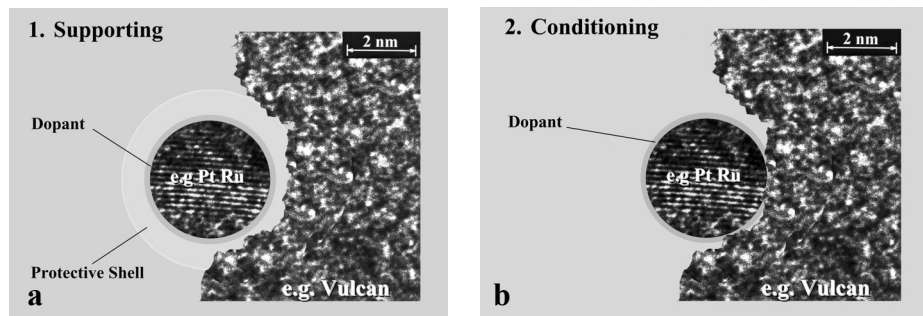 1. Supporting
2 nm
Dopant
e.g Pt Ru
Protective Shell
e.g. Vulcan
a
2. Conditioning
2 nm
Dopant
e.g Pt Ru
e.g. Vulcan
b